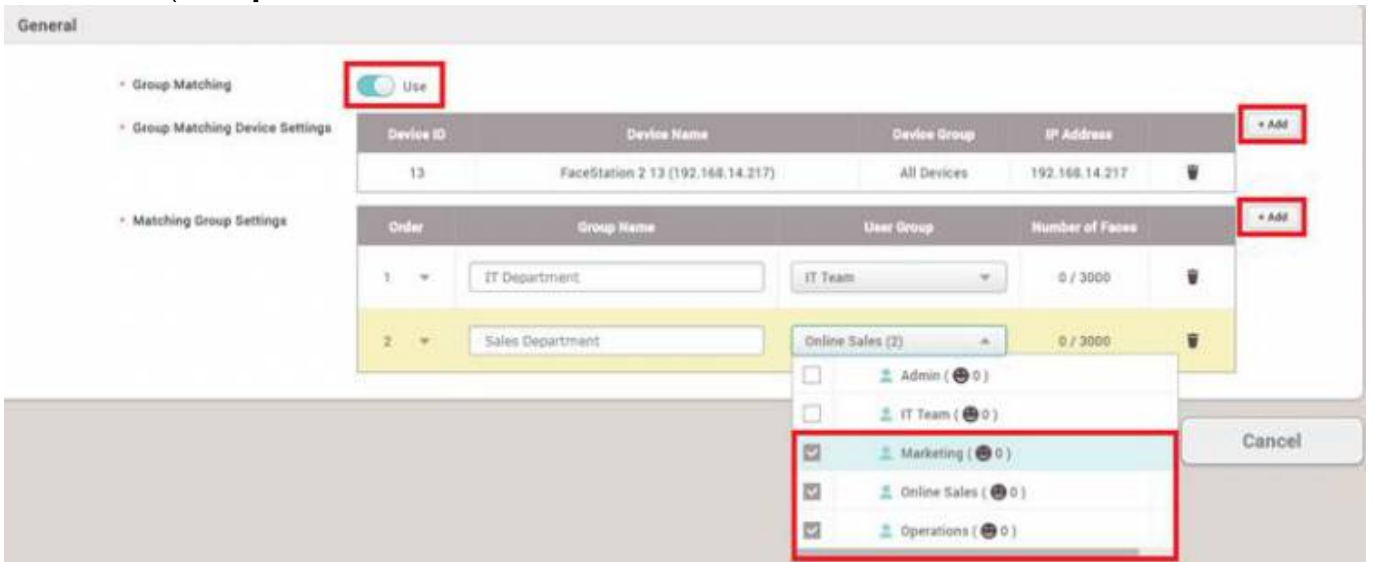 General
Group Matching
Use
Group Matching Device Settings
+ Add
Device ID Device Name Device Group IP Address
13 FaceStation 2 13 (192.168.14.217) All Devices 192.168.14.217
Matching Group Settings
+ Add
Order Group Name User Group Number of Faces
1 IT Department IT Team 0 / 3000
2 Sales Department Online Sales (2) 0 / 3000
Admin ( 0 )
IT Team ( 0 )
Marketing ( 0 )
Online Sales ( 0 )
Operations ( 0 )
Cancel